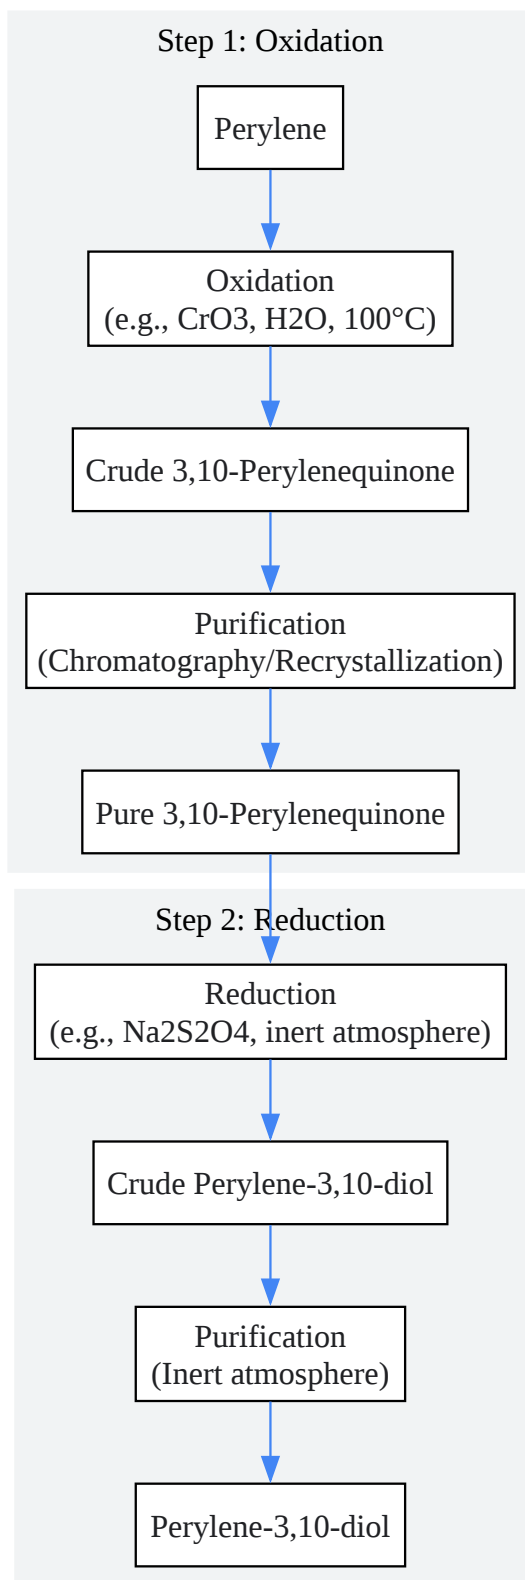 Step 1: Oxidation
Perylene
Oxidation
(e.g., CrO3, H2O, 100°C)
Crude 3,10-Perylenequinone
Purification
(Chromatography/Recrystallization)
Pure 3,10-Perylenequinone
Step 2: Reduction
Reduction
(e.g., Na2S2O4, inert atmosphere)
Crude Perylene-3,10-diol
Purification
(Inert atmosphere)
Perylene-3,10-diol